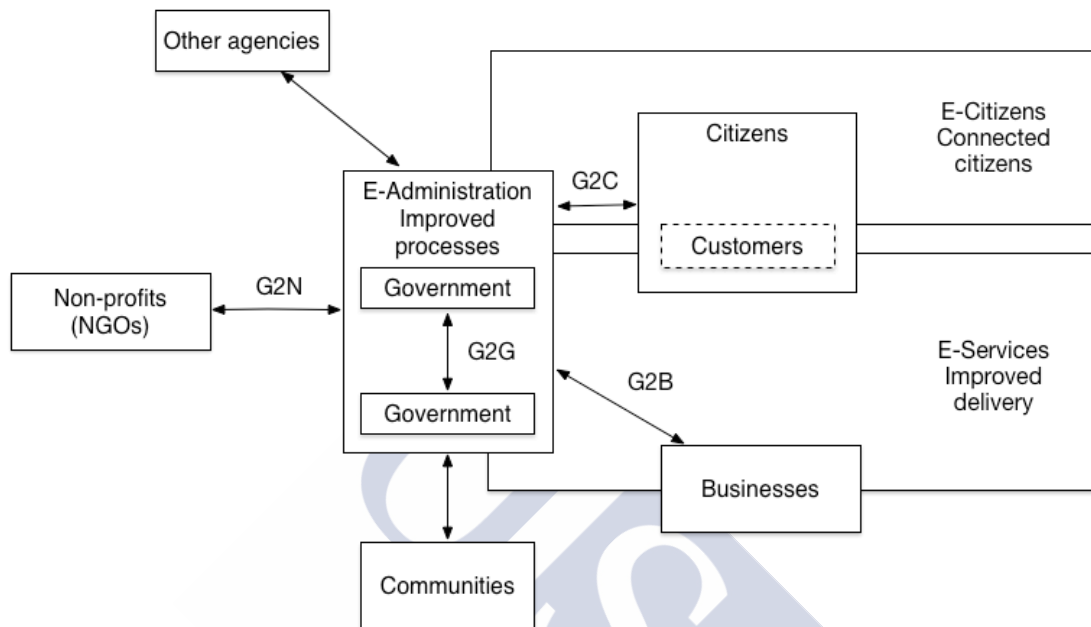 Other agencies
E-Citizens
Connected
citizens
Citizens
G2C
E-Administration
Improved
processes
Customers
Government
G2N
Non-profits
(NGOs)
G2G
E-Services
Improved
delivery
G2B
Government
Businesses
Communities